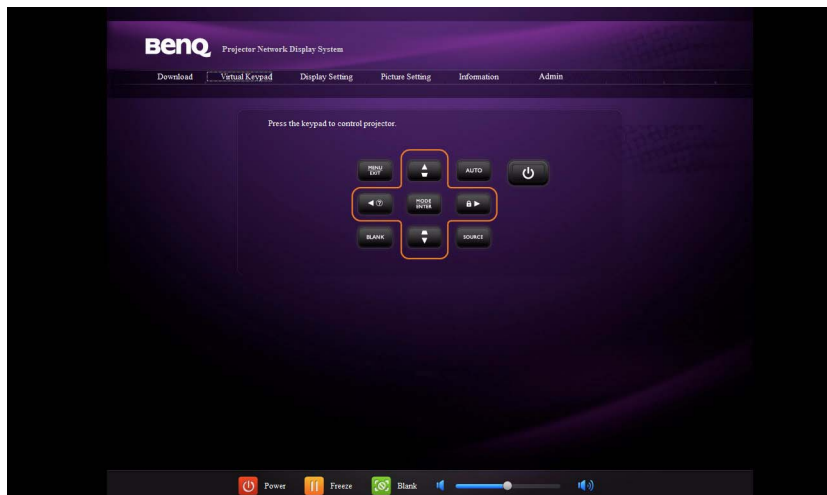 BenQ Projector Network Display System
Download Virtual Keypad Display Setting Picture Setting Information Admin
Press the keypad to control projector.
MENU
EXIT
AUTO
?
MODE
ENTER
BLANK
SOURCE
Power Freeze Blank